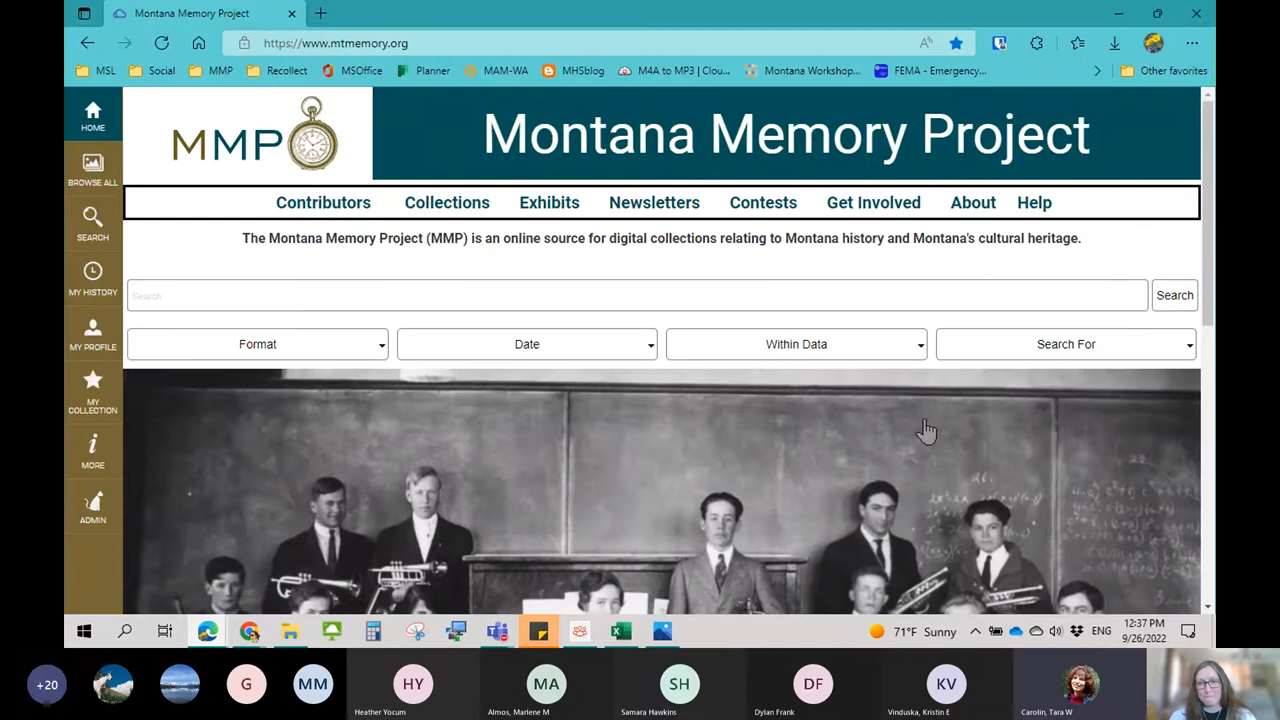 Montana Memory Project
https://www.mtmemory.org
MSL Social MMP Recollect MSOffice Planner MAM-WA MHSblog M4A to MP3 | Clou... Montana Workshop... FEMA - Emergency... Other favorites
HOME
BROWSE ALL
SEARCH
MY HISTORY
MY PROFILE
MY
COLLECTION
MORE
ADMIN
MMP
Montana Memory Project
Contributors Collections Exhibits Newsletters Contests Get Involved About Help
The Montana Memory Project (MMP) is an online source for digital collections relating to Montana history and Montana's cultural heritage.
Search Search
Format Date Within Data Search For
71°F Sunny ENG 12:37 PM
9/26/2022
+20 G MM HY MA SH DF KV
Heather Yocum Almos, Marlene M Samara Hawkins Dylan Frank Vinduska, Kristin E Carolin, Tara W